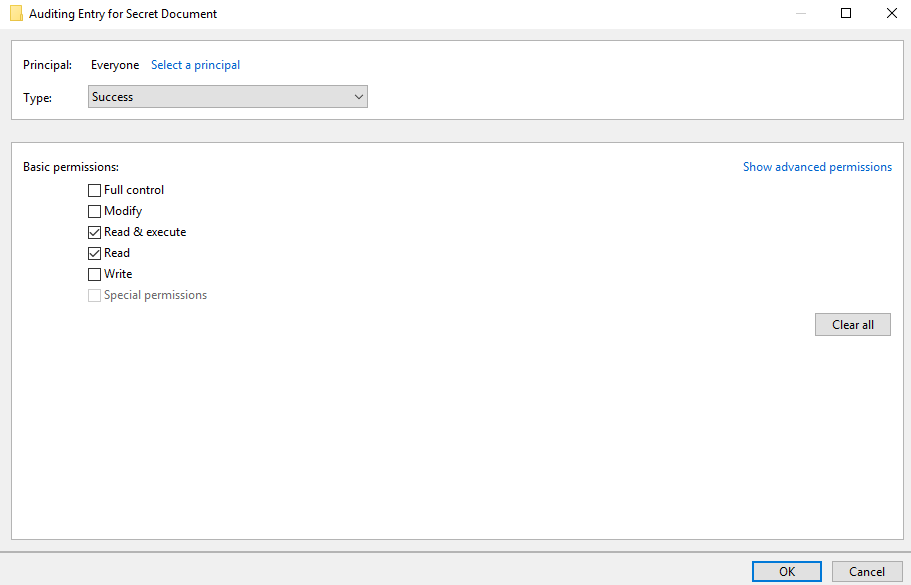 Auditing Entry for Secret Document
Principal: Everyone Select a principal
Type: Success
Basic permissions: Show advanced permissions
Full control
Modify
Read & execute
Read
Write
Special permissions
Clear all
OK Cancel